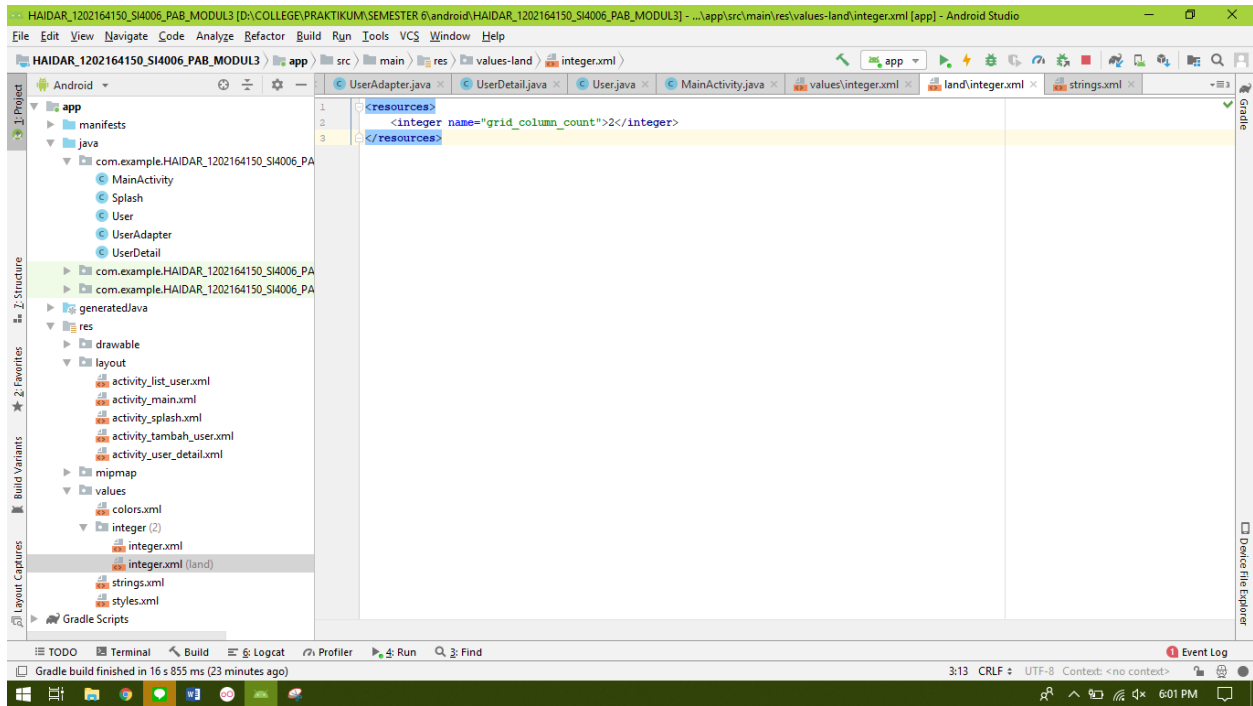 HAIDAR_1202164150_SI4006_PAB_MODUL3 [D:\COLLEGE\PRAKTIKUM\SEMESTER 6\android\HAIDAR_1202164150_SI4006_PAB_MODUL3] - ...\app\src\main\res\values-land\integer.xml [app] - Android Studio
File Edit View Navigate Code Analyze Refactor Build Run Tools VCS Window Help
HAIDAR_1202164150_SI4006_PAB_MODUL3 app src main res values-land integer.xml app
Android UserAdapter.java UserDetail.java User.java MainActivity.java values\integer.xml land\integer.xml strings.xml 3
1: Project
Z: Structure
2: Favorites
Build Variants
Layout Captures
app
manifests
java
com.example.HAIDAR_1202164150_SI4006_PA
MainActivity
Splash
User
UserAdapter
UserDetail
com.example.HAIDAR_1202164150_SI4006_PA
com.example.HAIDAR_1202164150_SI4006_PA
generatedJava
res
drawable
layout
activity_list_user.xml
activity_main.xml
activity_splash.xml
activity_tambah_user.xml
activity_user_detail.xml
mipmap
values
colors.xml
integer (2)
integer.xml
integer.xml (land)
strings.xml
styles.xml
Gradle Scripts
1 <resources>
2 <integer name="grid_column_count">2</integer>
3 </resources>
Gradle
Device File Explorer
TODO Terminal Build 6: Logcat Profiler 4: Run 3: Find 1 Event Log
Gradle build finished in 16 s 855 ms (23 minutes ago) 3:13 CRLF UTF-8 Context: <no context>
6:01 PM